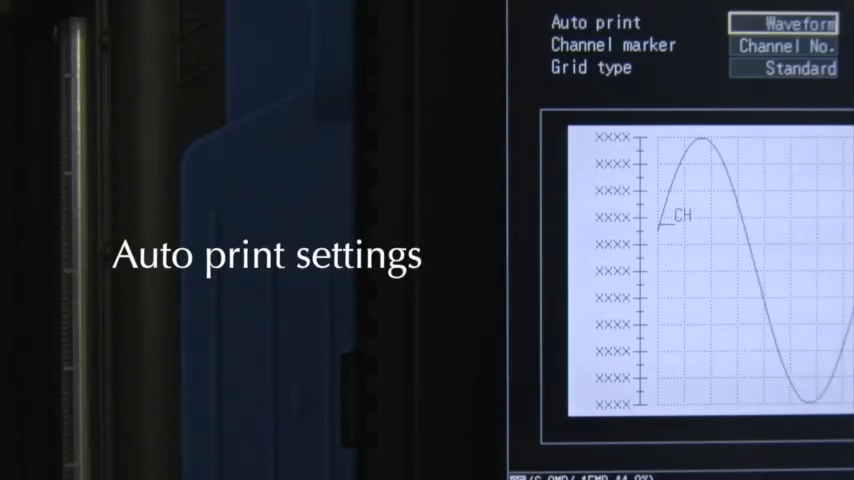 Auto print Waveform
Channel marker Channel No.
Grid type Standard
XXXX
XXXX
XXXX
XXXX
CH
XXXX
XXXX
XXXX
XXXX
XXXX
XXXX
XXXX
Auto print settings